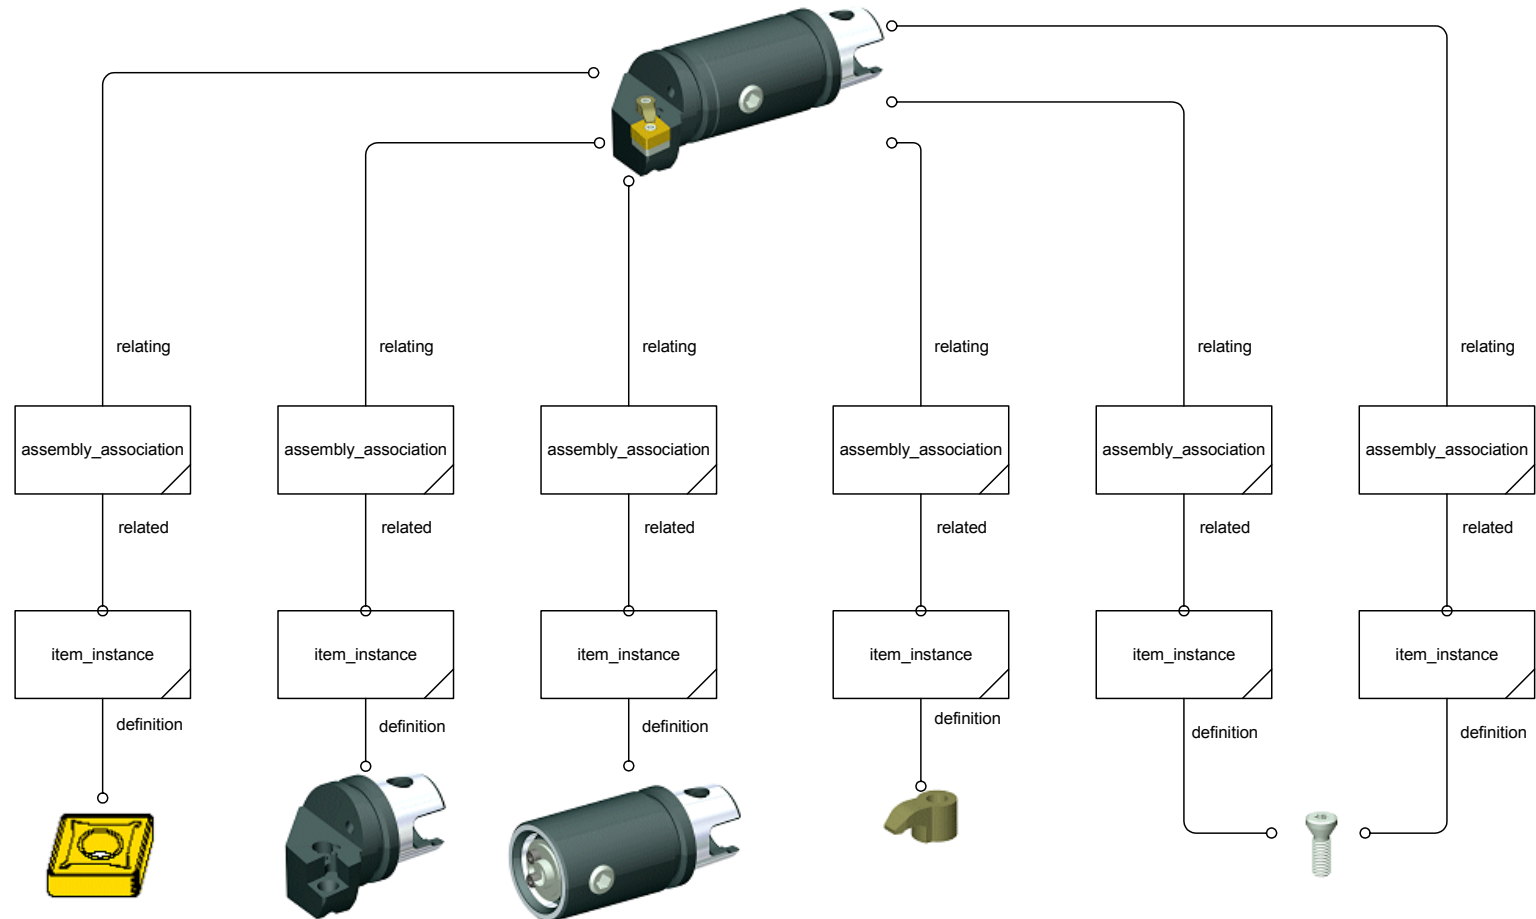 relating
relating
relating
relating
relating
relating
assembly_association
assembly_association
assembly_association
assembly_association
assembly_association
assembly_association
related
related
related
related
related
related
item_instance
item_instance
item_instance
item_instance
item_instance
item_instance
definition
definition
definition
definition
definition
definition